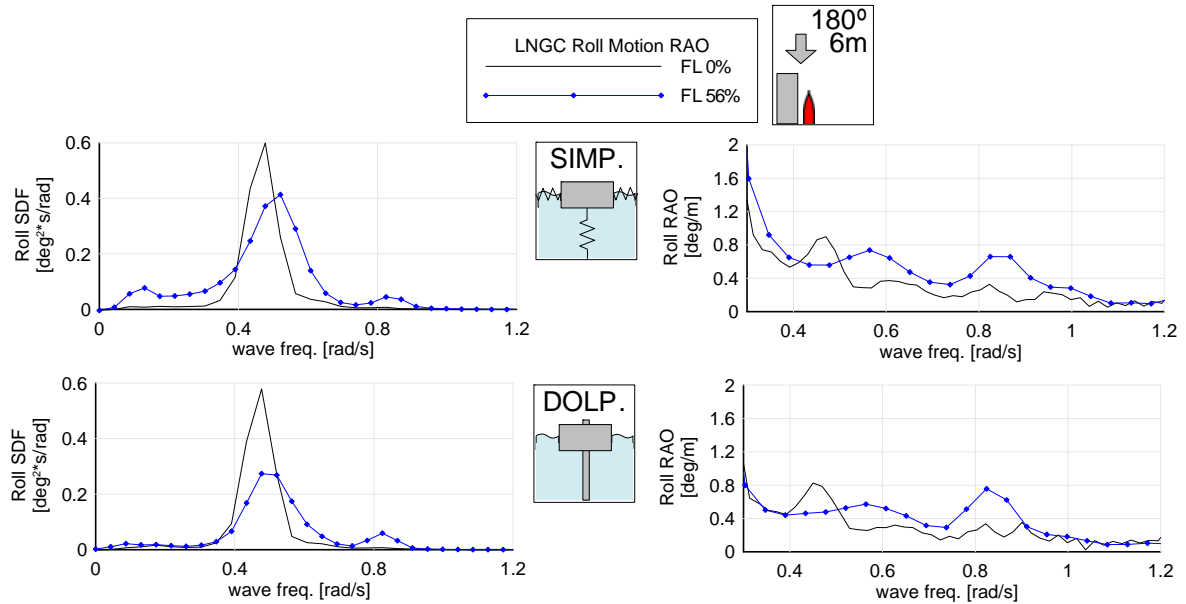 LNGC Roll Motion RAO
FL 0%
FL 56%
180º
6m
Roll SDF
[deg²*s/rad]
0.6
0.4
0.2
0
0 0.4 0.8 1.2
wave freq. [rad/s]
SIMP.
Roll RAO
[deg/m]
2
1.6
1.2
0.8
0.4
0
0.4 0.6 0.8 1 1.2
wave freq. [rad/s]
Roll SDF
[deg²*s/rad]
0.6
0.4
0.2
0
0 0.4 0.8 1.2
wave freq. [rad/s]
DOLP.
Roll RAO
[deg/m]
2
1.6
1.2
0.8
0.4
0
0.4 0.6 0.8 1 1.2
wave freq. [rad/s]